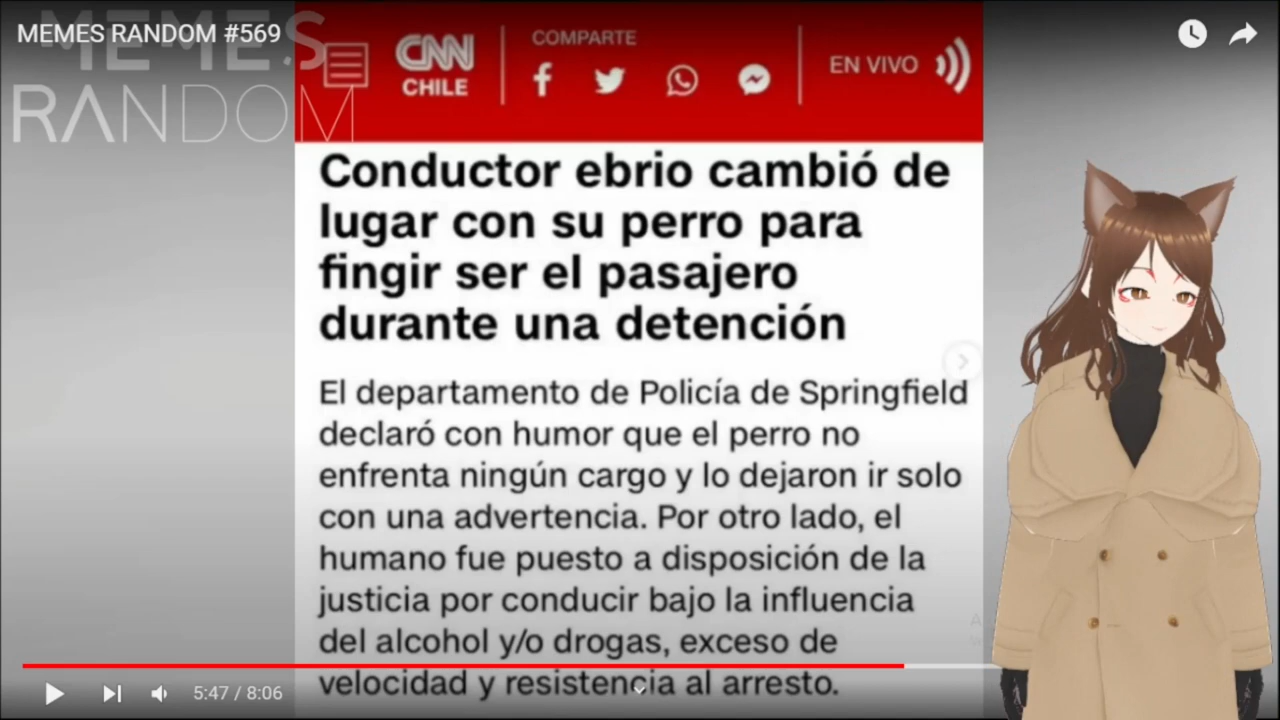 MEMES RANDOM #569
MEMES
RANDOM
CNN
CHILE
COMPARTE
EN VIVO
Conductor ebrio cambió de
lugar con su perro para
fingir ser el pasajero
durante una detención
El departamento de Policía de Springfield
declaró con humor que el perro no
enfrenta ningún cargo y lo dejaron ir solo
con una advertencia. Por otro lado, el
humano fue puesto a disposición de la
justicia por conducir bajo la influencia
del alcohol y/o drogas, exceso de
velocidad y resistencia al arresto.
5:47 / 8:06